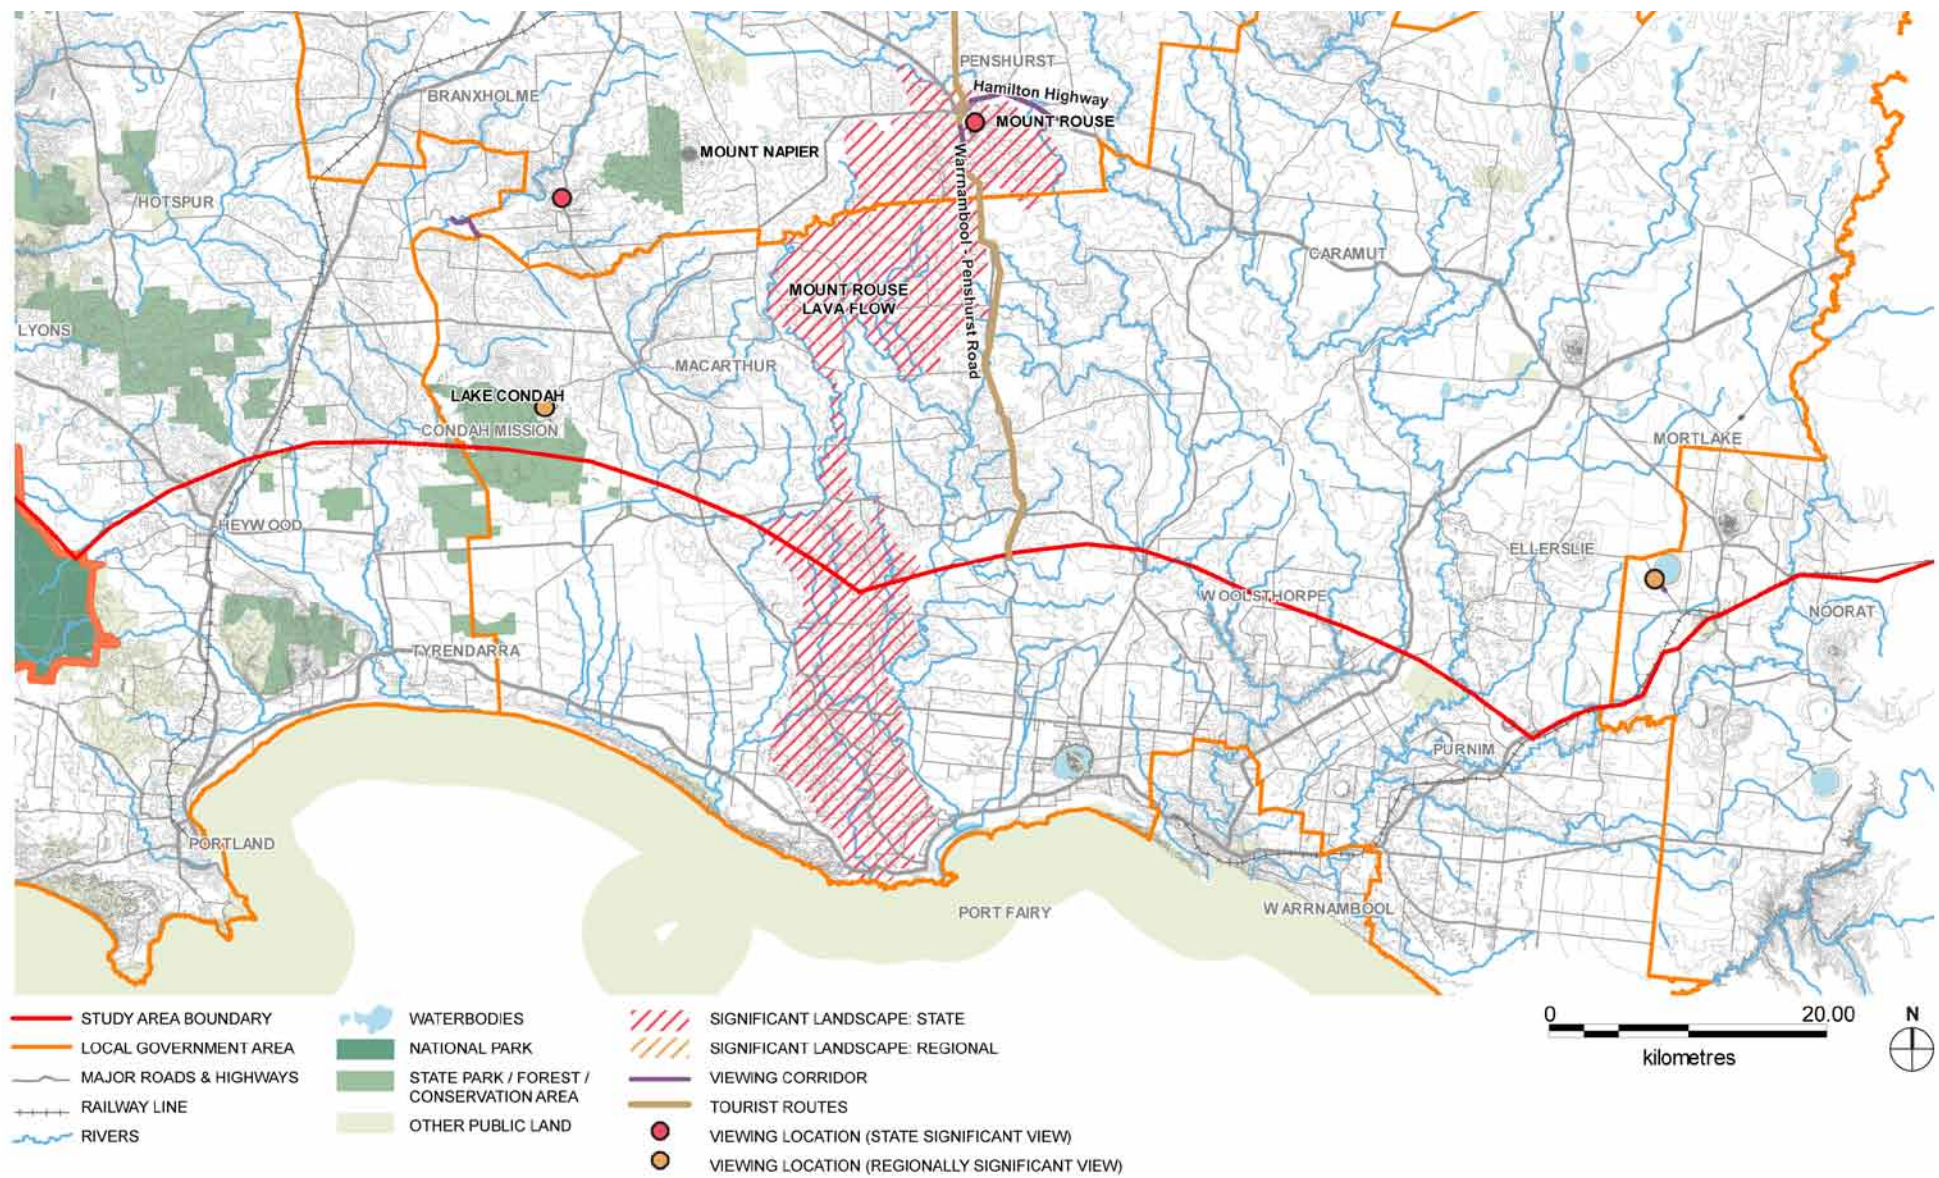 PENSHURST
Hamilton Highway
BRANXHOLME
MOUNT ROUSE
MOUNT NAPIER
Warrnambool - Penshurst Road
HOTSPUR
CARAMUT
MOUNT ROUSE
LAVA FLOW
LYONS
MACARTHUR
LAKE CONDAH
CONDAH MISSION
MORTLAKE
HEYWOOD
ELLERSLIE
WOOLSTHORPE
NOORAT
TYRENDARRA
PURNIM
PORTLAND
PORT FAIRY
WARRNAMBOOL
STUDY AREA BOUNDARY
LOCAL GOVERNMENT AREA
MAJOR ROADS & HIGHWAYS
RAILWAY LINE
RIVERS
WATERBODIES
NATIONAL PARK
STATE PARK / FOREST /
CONSERVATION AREA
OTHER PUBLIC LAND
SIGNIFICANT LANDSCAPE: STATE
SIGNIFICANT LANDSCAPE: REGIONAL
VIEWING CORRIDOR
TOURIST ROUTES
VIEWING LOCATION (STATE SIGNIFICANT VIEW)
VIEWING LOCATION (REGIONALLY SIGNIFICANT VIEW)
0 20.00
kilometres
N